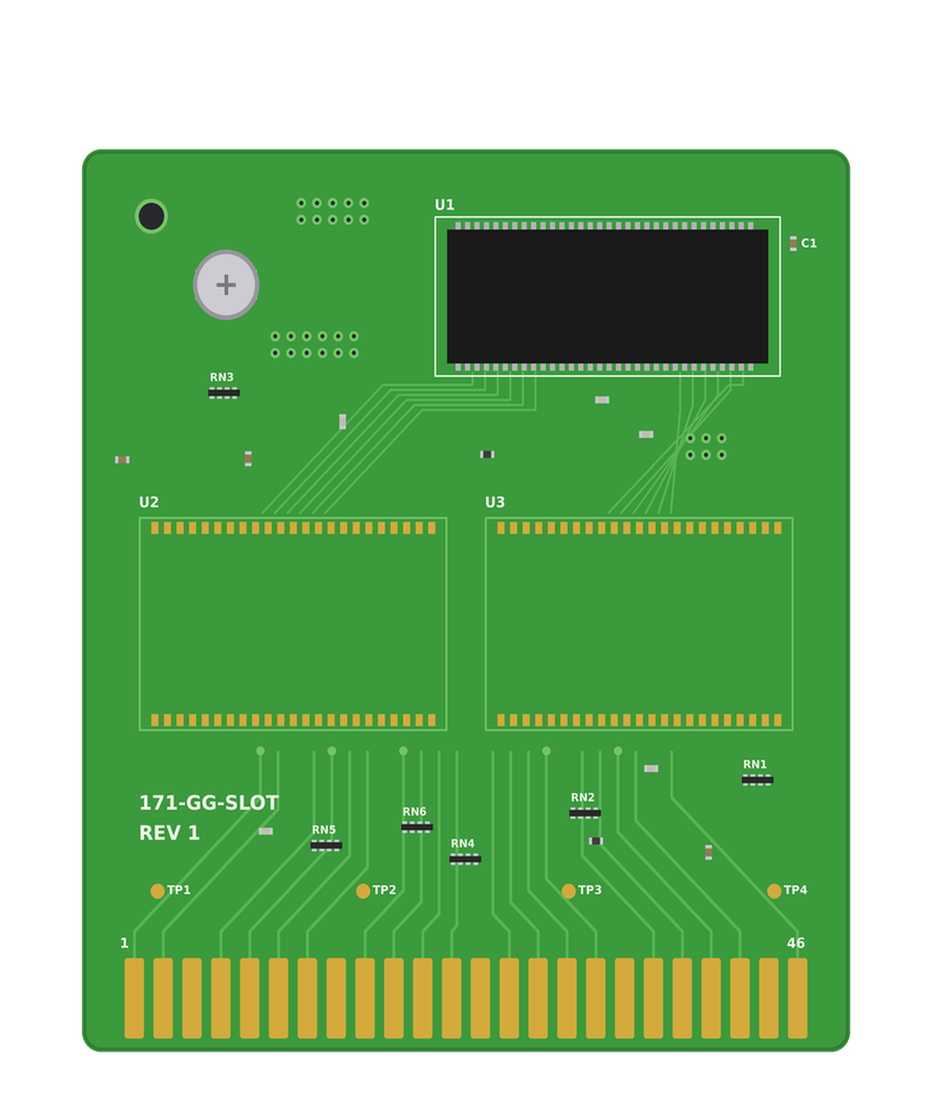 U1
C1
RN3
U2
U3
RN1
171-GG-SLOT
REV 1
RN2
RN6
RN5
RN4
TP1
TP2
TP3
TP4
1
46